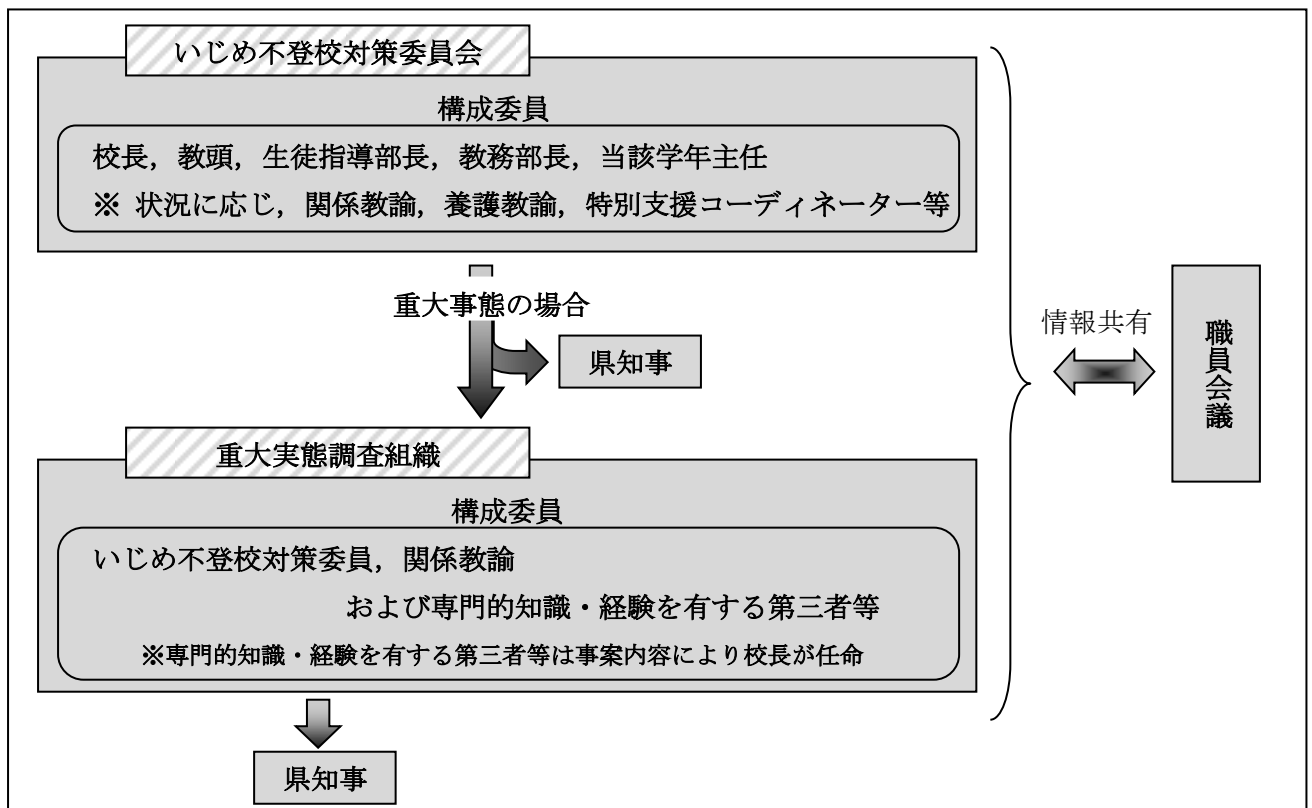 いじめ不登校対策委員会
構成委員
校長，教頭，生徒指導部長，教務部長，当該学年主任
※ 状況に応じ，関係教諭，養護教諭，特別支援コーディネーター等
重大事態の場合
県知事
情報共有
職員会議
重大実態調査組織
構成委員
いじめ不登校対策委員，関係教諭
および専門的知識・経験を有する第三者等
※専門的知識・経験を有する第三者等は事案内容により校長が任命
県知事